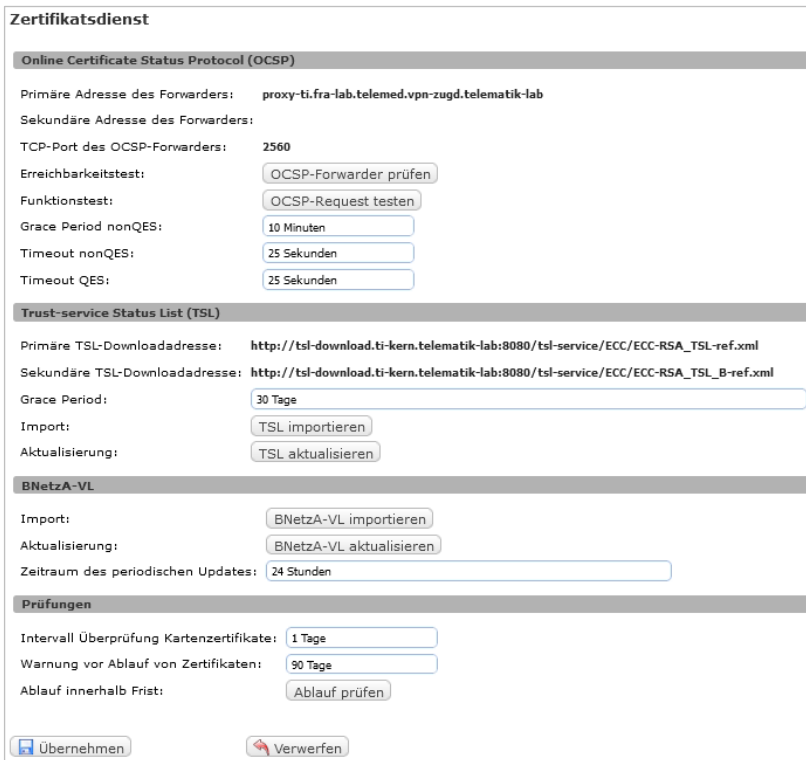 Zertifikatsdienst
Online Certificate Status Protocol (OCSP)
Primäre Adresse des Forwarders: proxy-ti.fra-lab.telemed.vpn-zugd.telematik-lab
Sekundäre Adresse des Forwarders:
TCP-Port des OCSP-Forwarders: 2560
Erreichbarkeitstest: OCSP-Forwarder prüfen
Funktionstest: OCSP-Request testen
Grace Period nonQES: 10 Minuten
Timeout nonQES: 25 Sekunden
Timeout QES: 25 Sekunden
Trust-service Status List (TSL)
Primäre TSL-Downloadadresse: http://tsl-download.ti-kern.telematik-lab:8080/tsl-service/ECC/ECC-RSA_TSL-ref.xml
Sekundäre TSL-Downloadadresse: http://tsl-download.ti-kern.telematik-lab:8080/tsl-service/ECC/ECC-RSA_TSL_B-ref.xml
Grace Period: 30 Tage
Import: TSL importieren
Aktualisierung: TSL aktualisieren
BNetzA-VL
Import: BNetzA-VL importieren
Aktualisierung: BNetzA-VL aktualisieren
Zeitraum des periodischen Updates: 24 Stunden
Prüfungen
Intervall Überprüfung Kartenzertifikate: 1 Tage
Warnung vor Ablauf von Zertifikaten: 90 Tage
Ablauf innerhalb Frist: Ablauf prüfen
Übernehmen Verwerfen